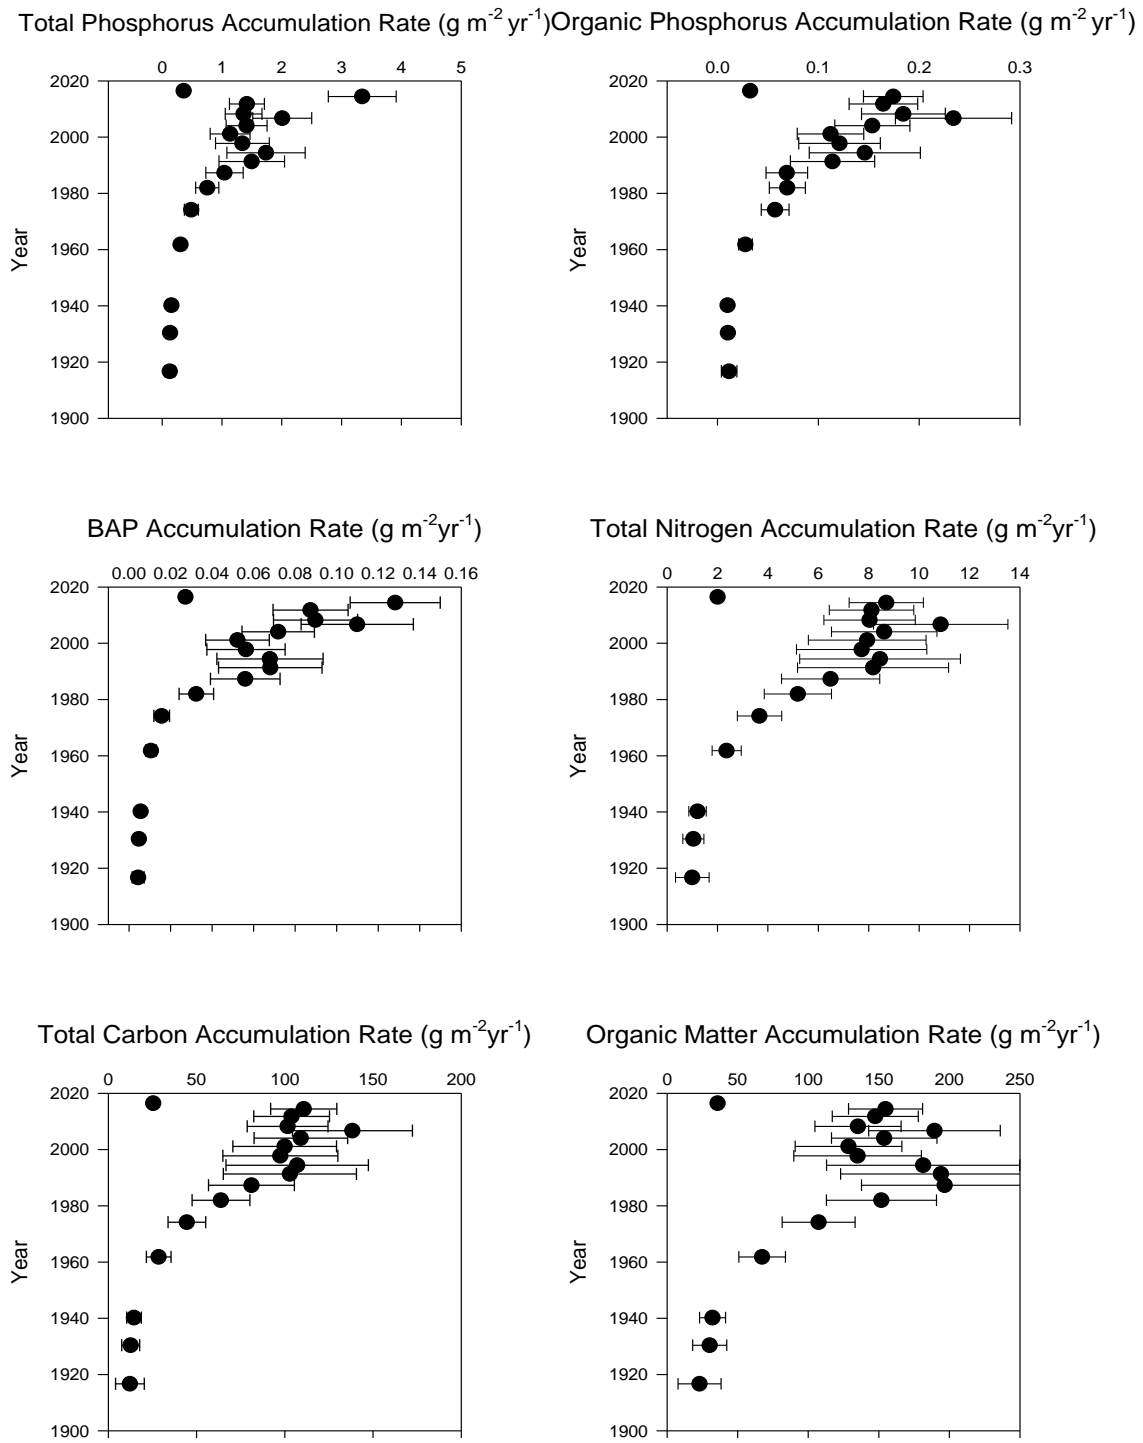 Total Phosphorus Accumulation Rate (g m-2 yr-1)
0 1 2 3 4 5
2020
2000
1980
1960
1940
1920
1900
Year
Organic Phosphorus Accumulation Rate (g m-2 yr-1)
0.0 0.1 0.2 0.3
2020
2000
1980
1960
1940
1920
1900
Year
BAP Accumulation Rate (g m-2yr-1)
0.00 0.02 0.04 0.06 0.08 0.10 0.12 0.14 0.16
2020
2000
1980
1960
1940
1920
1900
Year
Total Nitrogen Accumulation Rate (g m-2yr-1)
0 2 4 6 8 10 12 14
2020
2000
1980
1960
1940
1920
1900
Year
Total Carbon Accumulation Rate (g m-2yr-1)
0 50 100 150 200
2020
2000
1980
1960
1940
1920
1900
Year
Organic Matter Accumulation Rate (g m-2yr-1)
0 50 100 150 200 250
2020
2000
1980
1960
1940
1920
1900
Year